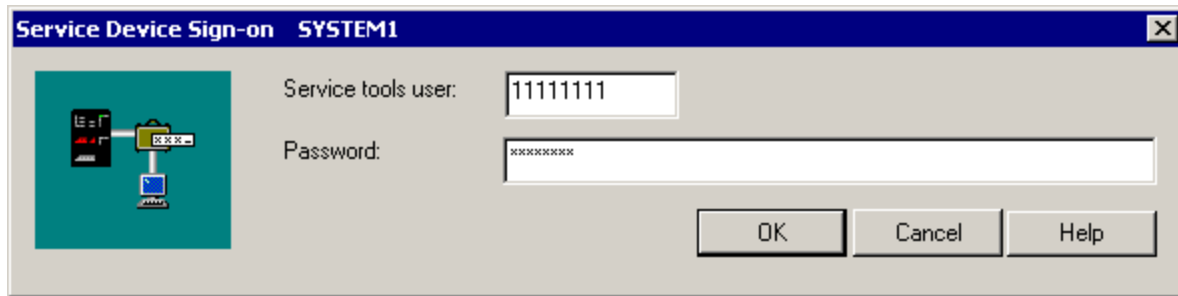 Service Device Sign-on SYSTEM1
Service tools user: 11111111
Password: ××××××××
OK Cancel Help